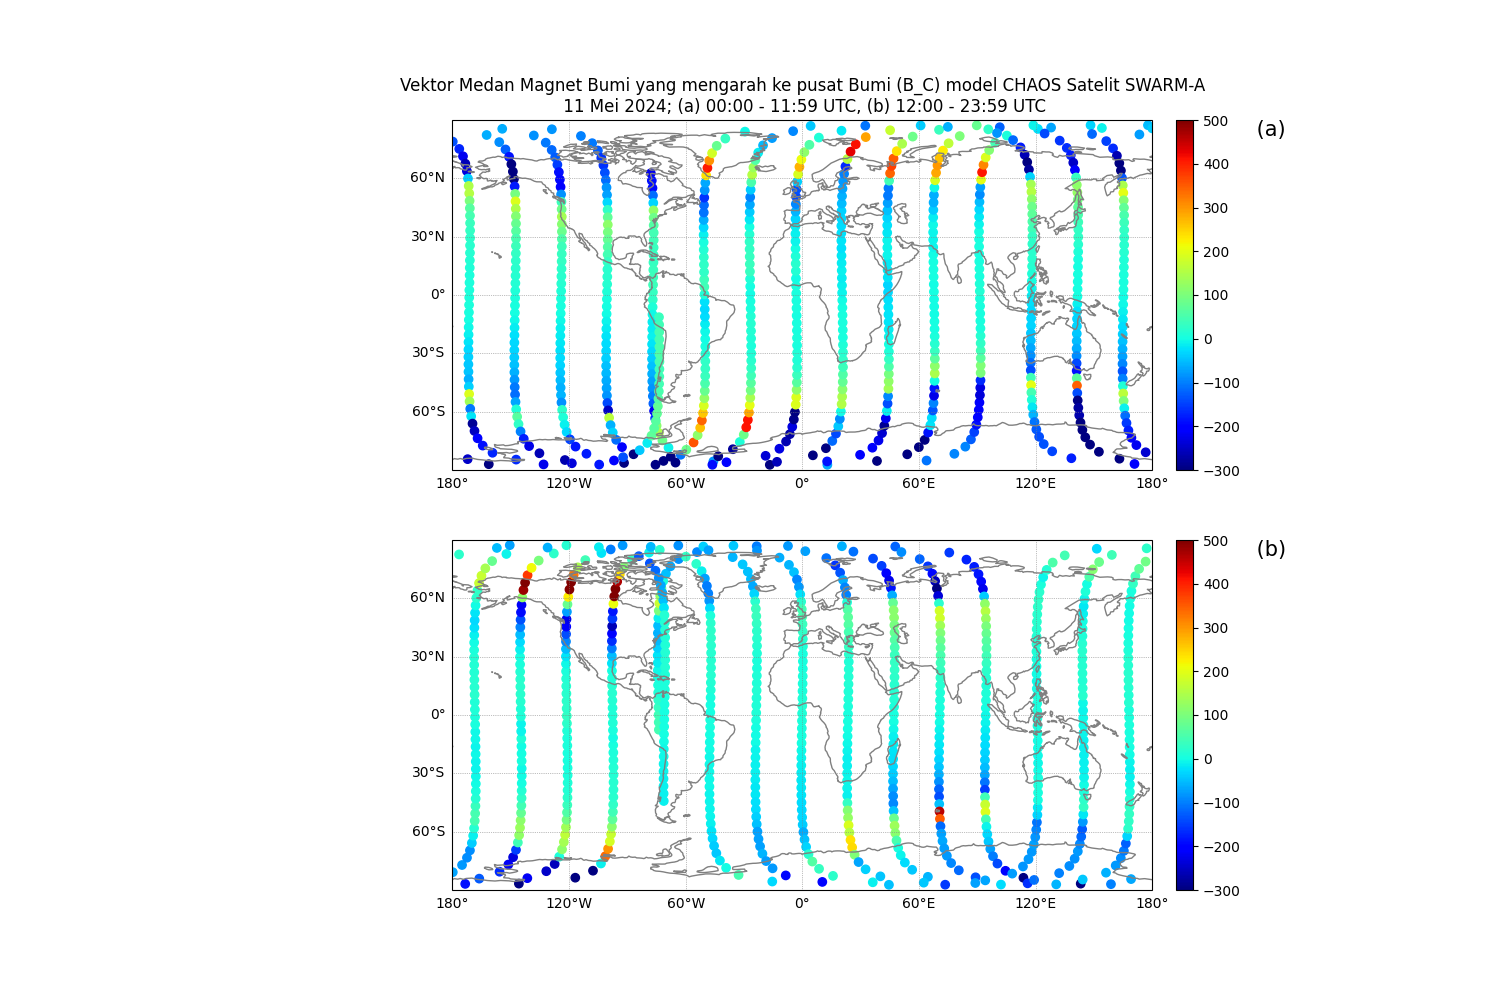 Vektor Medan Magnet Bumi yang mengarah ke pusat Bumi (B_C) model CHAOS Satelit SWARM-A
11 Mei 2024; (a) 00:00 - 11:59 UTC, (b) 12:00 - 23:59 UTC
(a)
60°N
30°N
0°
30°S
60°S
180°
120°W
60°W
0°
60°E
120°E
180°
500
400
300
200
100
0
−100
−200
−300
(b)
60°N
30°N
0°
30°S
60°S
180°
120°W
60°W
0°
60°E
120°E
180°
500
400
300
200
100
0
−100
−200
−300